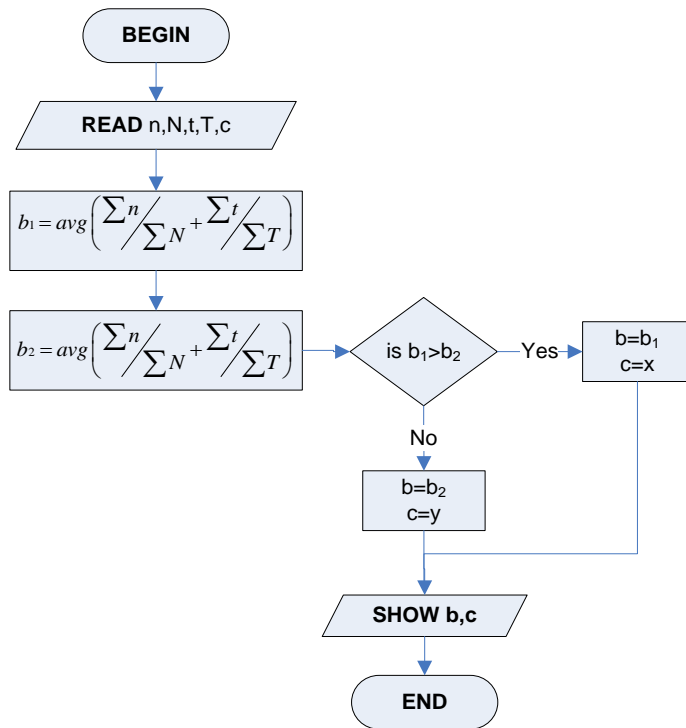 BEGIN
READ n,N,t,T,c
b₁ = avg(∑n/∑N + ∑t/∑T)
b₂ = avg(∑n/∑N + ∑t/∑T)
is b₁>b₂
Yes
b=b₁
c=x
No
b=b₂
c=y
SHOW b,c
END